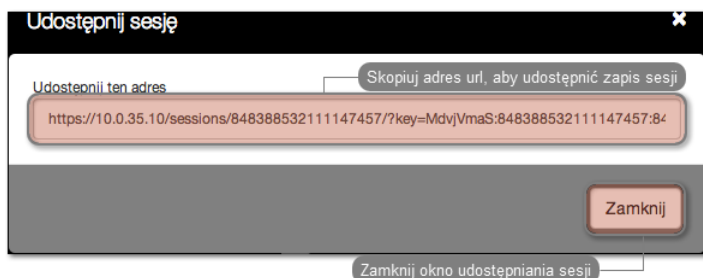 Udostępnij sesję ✖
Skopiuj adres url, aby udostępnić zapis sesji
Udostępnij ten adres
https://10.0.35.10/sessions/848388532111147457/?key=MdvjVmaS:848388532111147457:84
Zamknij
Zamknij okno udostępniania sesji